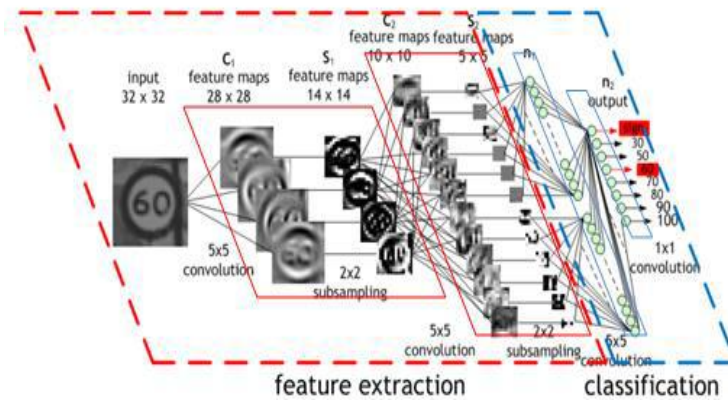 input
32 x 32
C1
feature maps
28 x 28
S1
feature maps
14 x 14
C2
feature maps
10 x 10
S2
feature maps
5 x 5
n1
n2
output
60
sign
30
50
60
70
80
90
100
5x5
convolution
2x2
subsampling
5x5
convolution
2x2
subsampling
6x5
convolution
1x1
convolution
feature extraction
classification